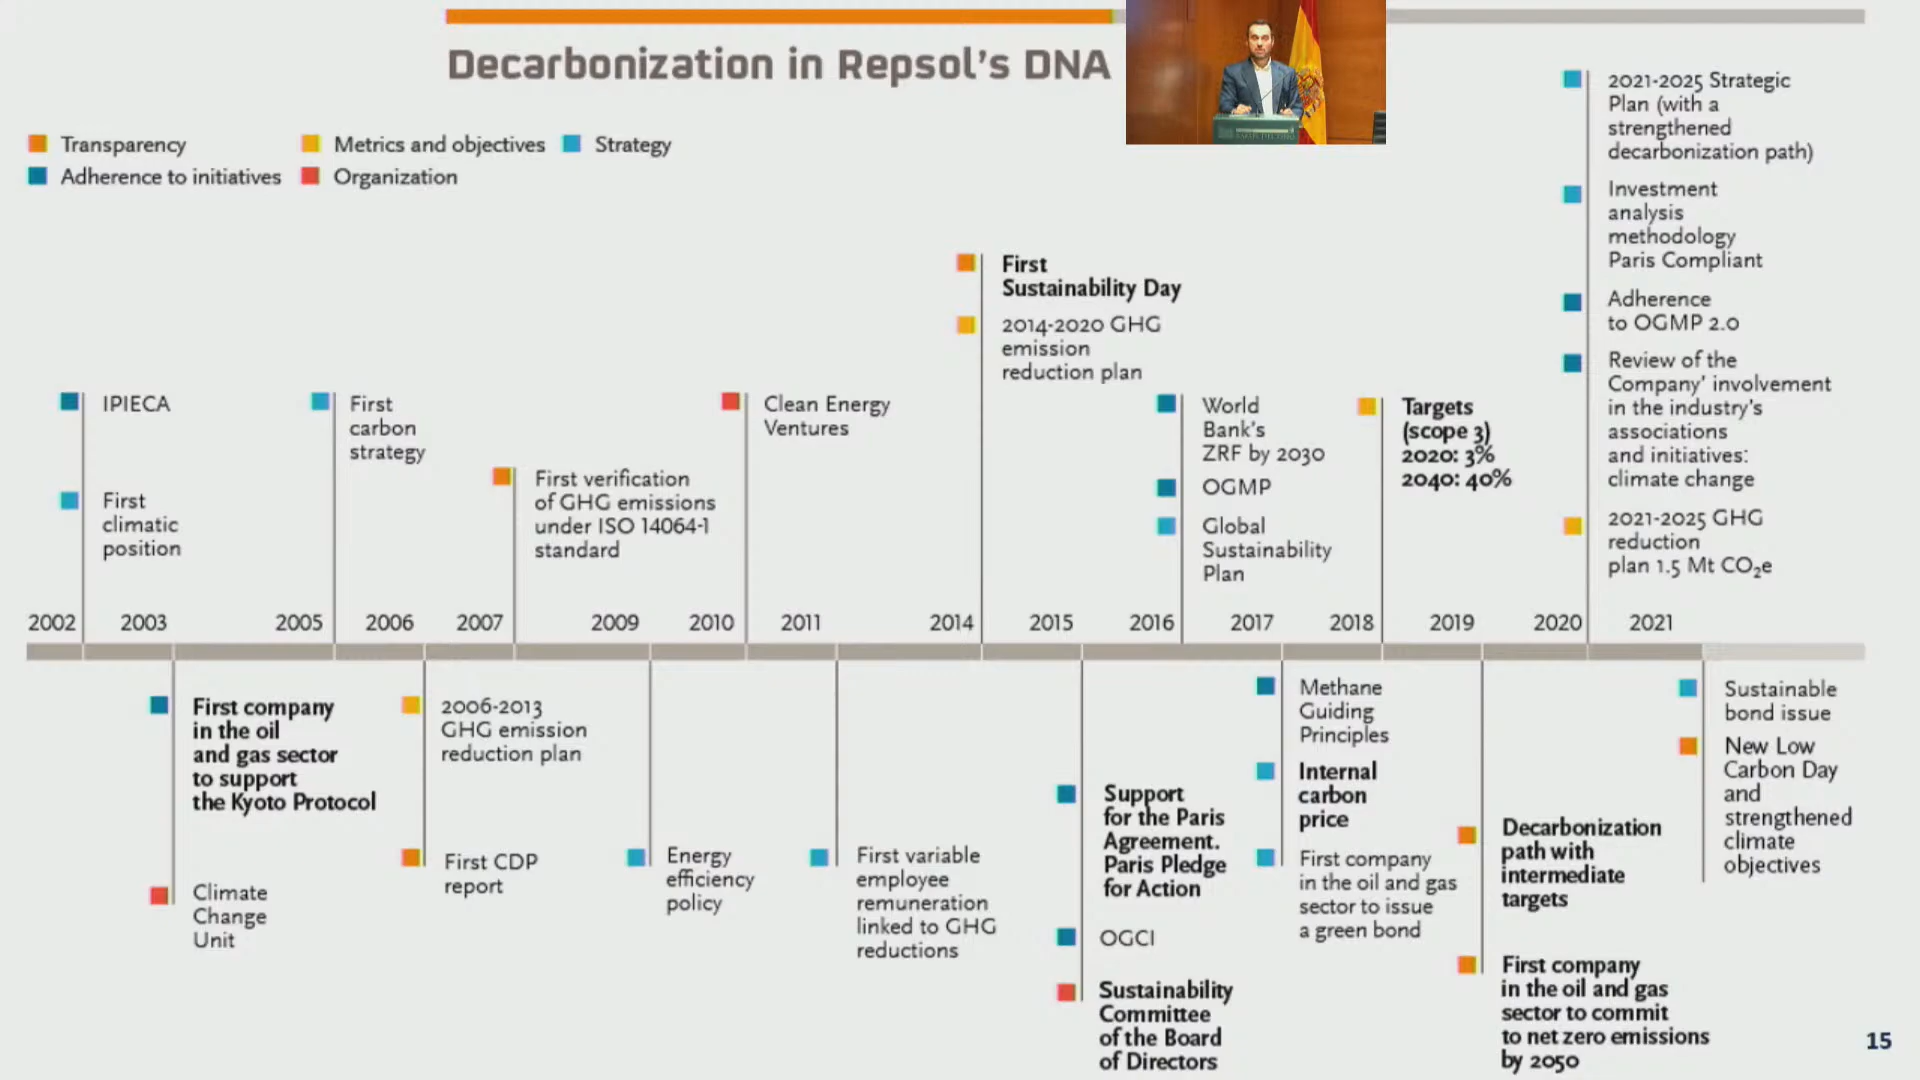 Decarbonization in Repsol's DNA
Transparency
Metrics and objectives
Strategy
Adherence to initiatives
Organization
IPIECA
First
climatic
position
First
carbon
strategy
First verification
of GHG emissions
under ISO 14064-1
standard
Clean Energy
Ventures
First
Sustainability Day
2014-2020 GHG
emission
reduction plan
World
Bank's
ZRF by 2030
OGMP
Global
Sustainability
Plan
Targets
(scope 3)
2020: 3%
2040: 40%
2021-2025 Strategic
Plan (with a
strengthened
decarbonization path)
Investment
analysis
methodology
Paris Compliant
Adherence
to OGMP 2.0
Review of the
Company' involvement
in the industry's
associations
and initiatives:
climate change
2021-2025 GHG
reduction
plan 1.5 Mt CO₂e
2002 2003 2005 2006 2007 2009 2010 2011 2014 2015 2016 2017 2018 2019 2020 2021
First company
in the oil
and gas sector
to support
the Kyoto Protocol
Climate
Change
Unit
2006-2013
GHG emission
reduction plan
First CDP
report
Energy
efficiency
policy
First variable
employee
remuneration
linked to GHG
reductions
Support
for the Paris
Agreement.
Paris Pledge
for Action
OGCI
Sustainability
Committee
of the Board
of Directors
Methane
Guiding
Principles
Internal
carbon
price
First company
in the oil and gas
sector to issue
a green bond
Decarbonization
path with
intermediate
targets
First company
in the oil and gas
sector to commit
to net zero emissions
by 2050
Sustainable
bond issue
New Low
Carbon Day
and
strengthened
climate
objectives
15